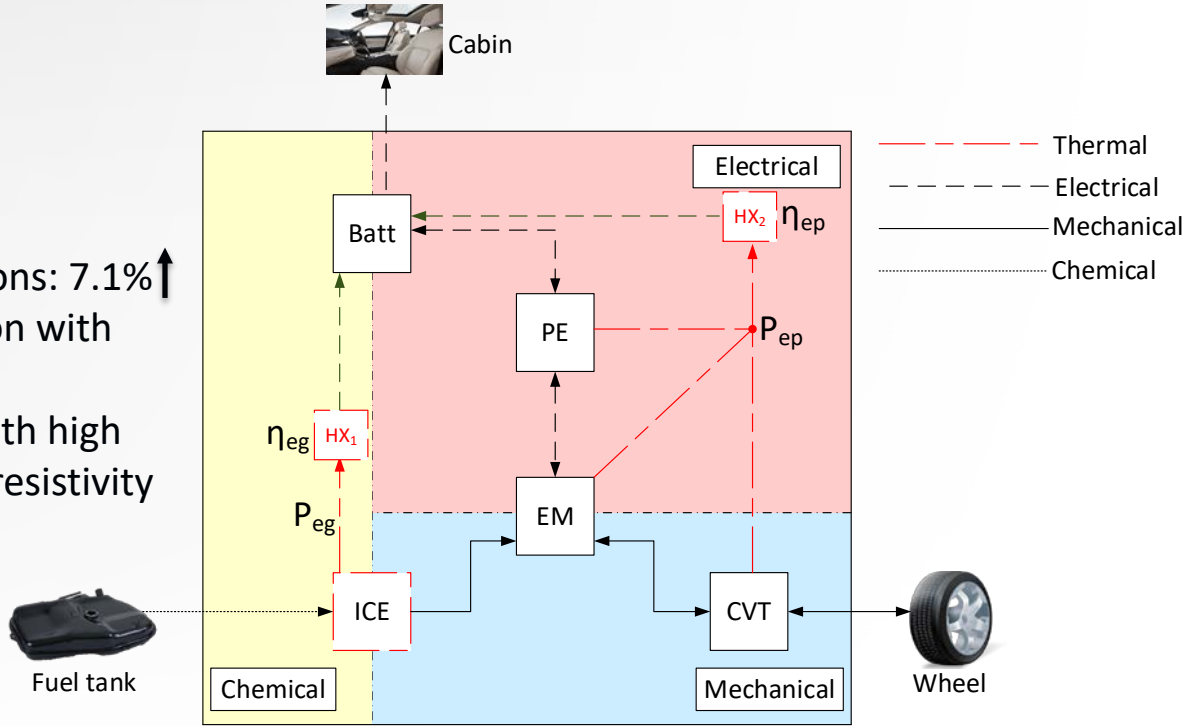 Cabin
Electrical
Thermal
Electrical
Mechanical
Chemical
Batt
HX₂ ηep
ons: 7.1%
on with
PE
Pep
th high
resistivity
ηeg HX₁
Peg
EM
ICE
CVT
Fuel tank
Chemical
Mechanical
Wheel